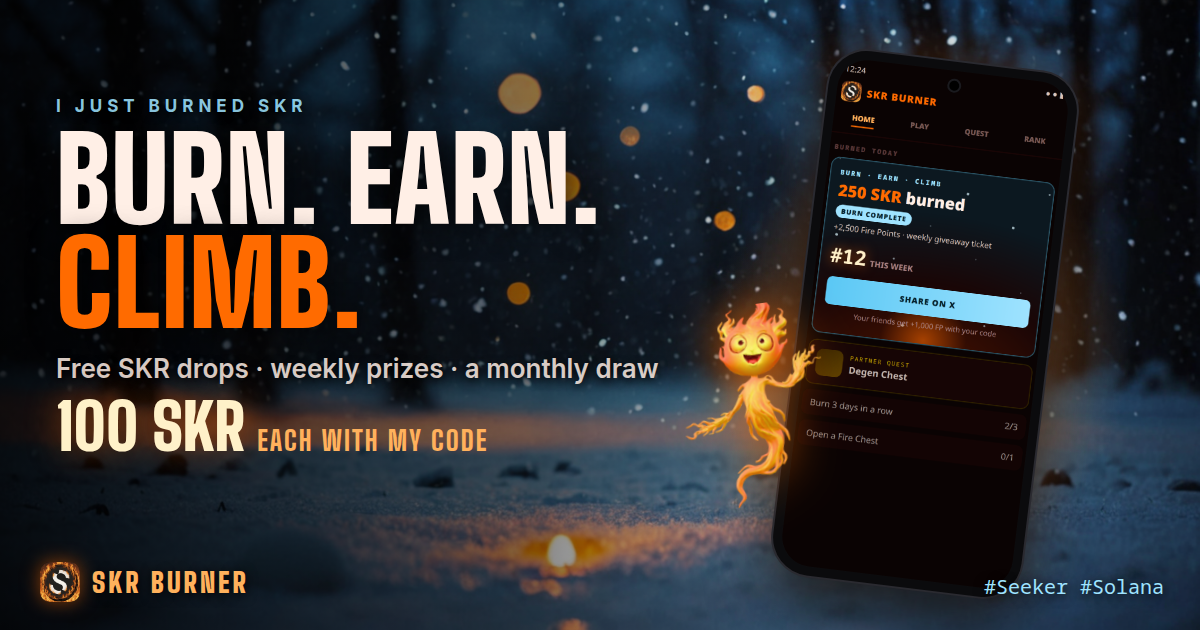 I JUST BURNED SKR
BURN. EARN.
CLIMB.
Free SKR drops · weekly prizes · a monthly draw
100 SKR EACH WITH MY CODE
SKR BURNER
12:24
SKR BURNER
HOME PLAY QUEST RANK
BURNED TODAY
BURN · EARN · CLIMB
250 SKR burned
BURN COMPLETE
+2,500 Fire Points · weekly giveaway ticket
#12 THIS WEEK
SHARE ON X
Your friends get +1,000 FP with your code
PARTNER QUEST
Degen Chest
Burn 3 days in a row 2/3
Open a Fire Chest 0/1
#Seeker #Solana